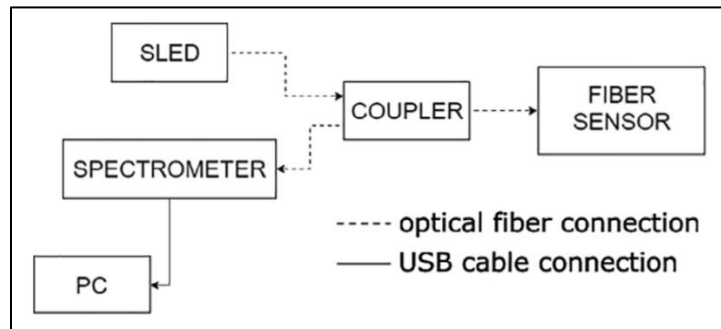 SLED
COUPLER
FIBER
SENSOR
SPECTROMETER
PC
optical fiber connection
USB cable connection